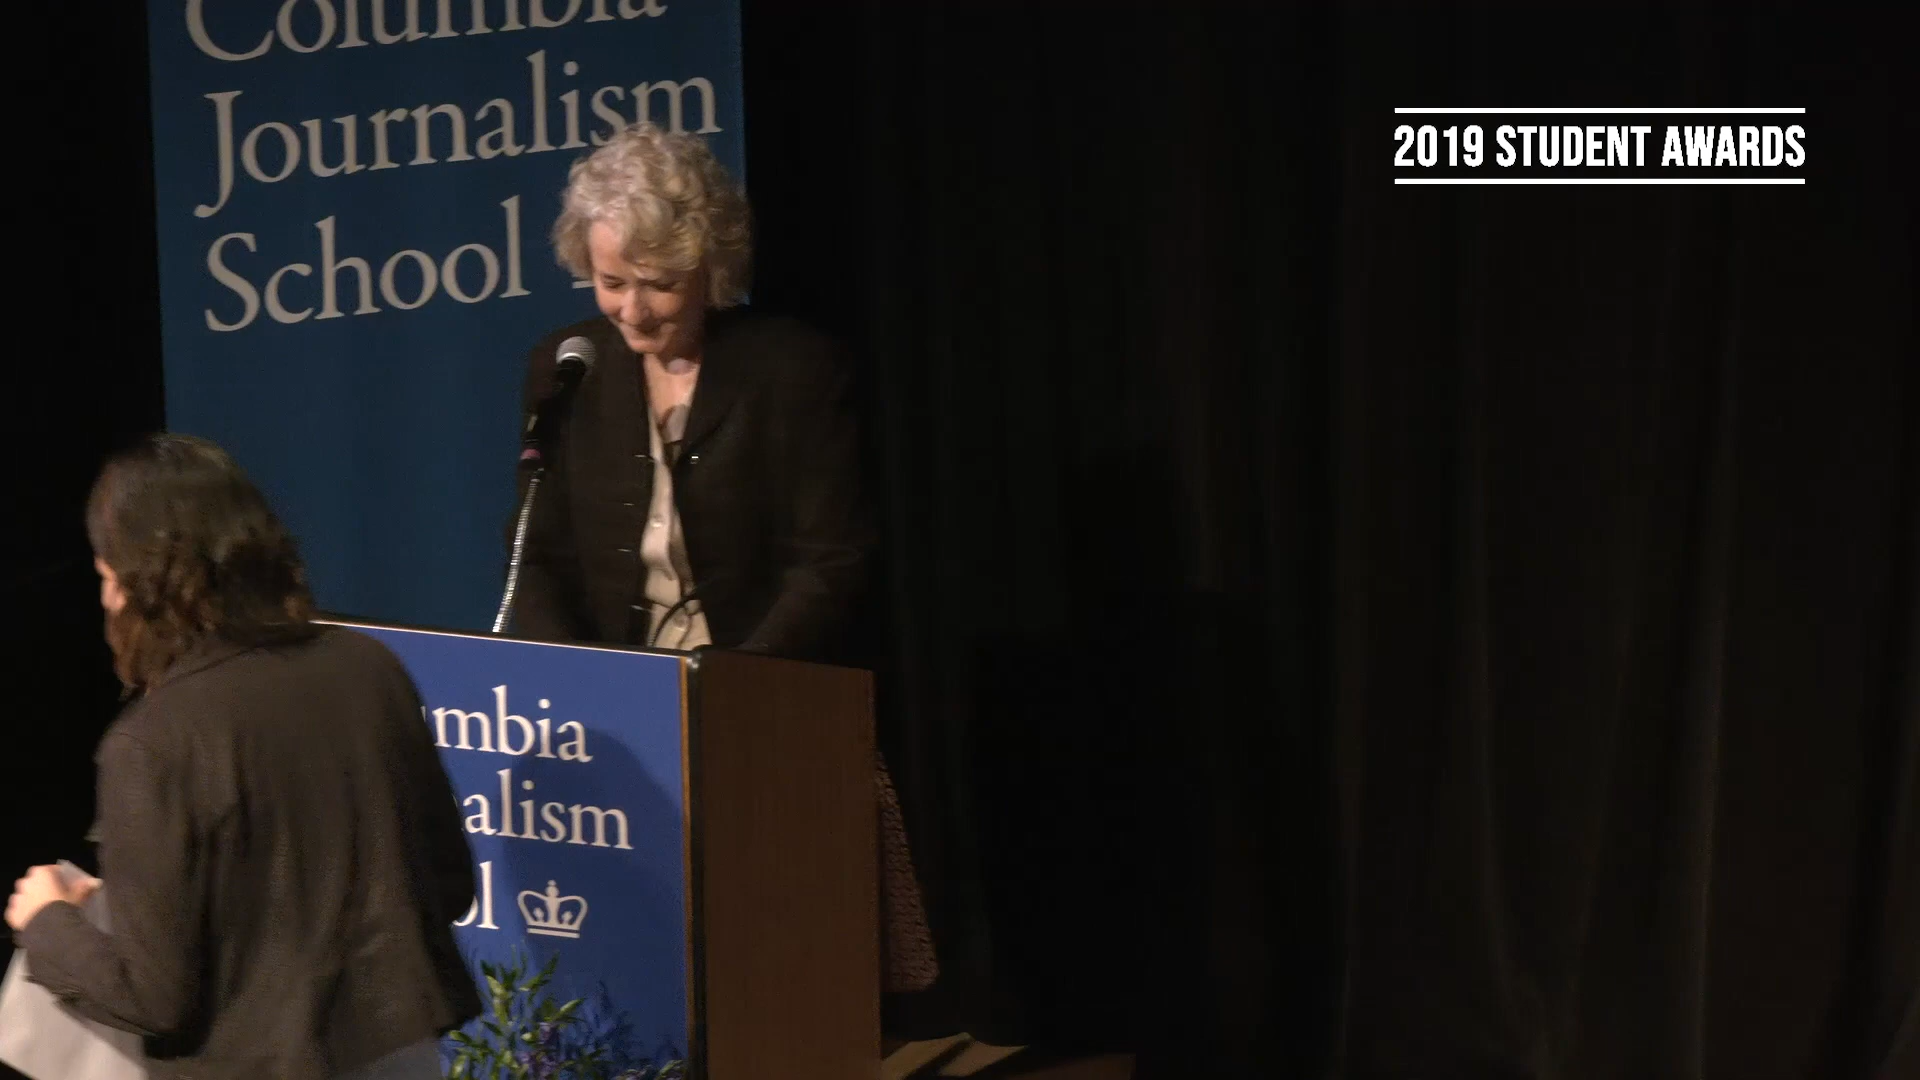 Columbia
Journalism
School
2019 STUDENT AWARDS
umbia
alism
ol